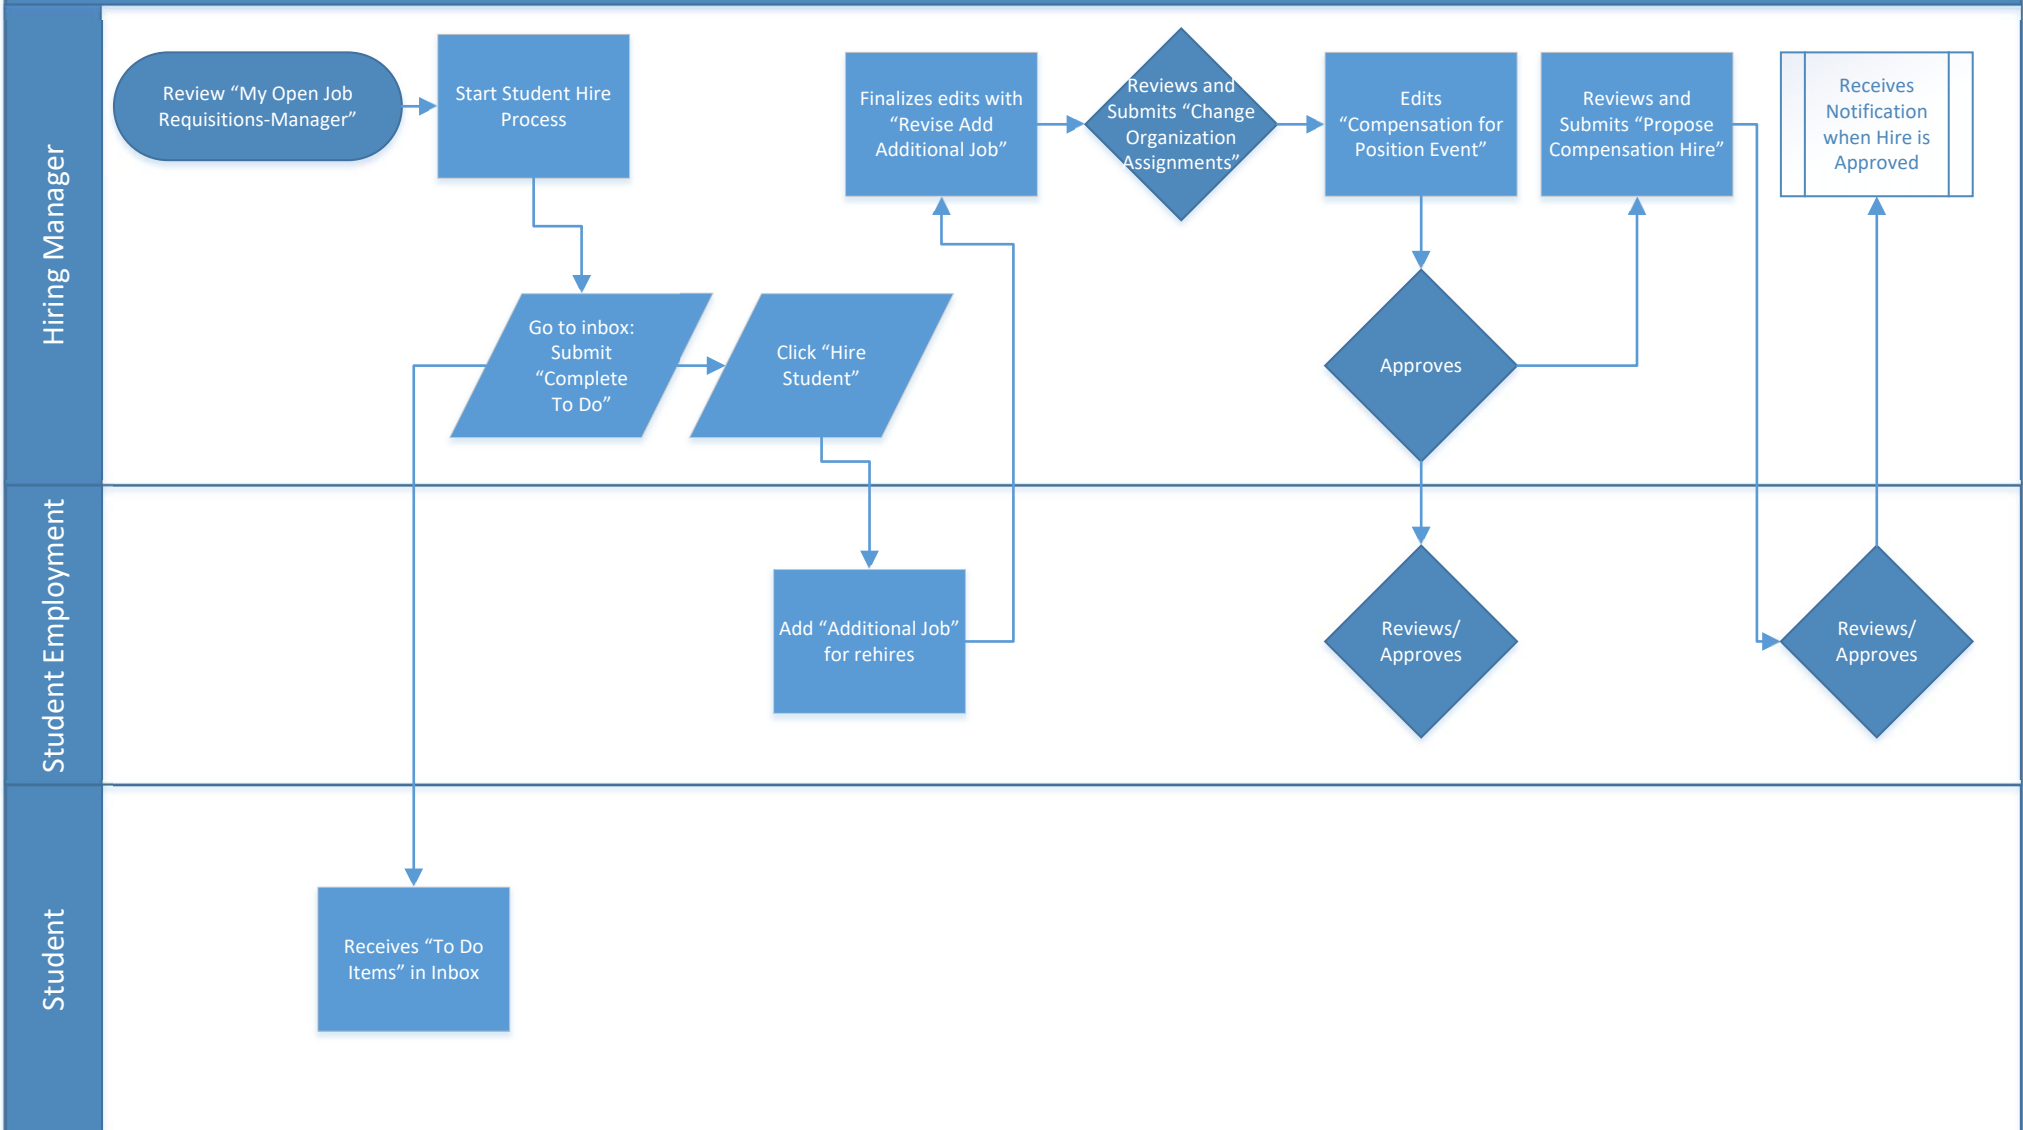 Hiring Manager
Review “My Open Job
Requisitions-Manager”
Start Student Hire
Process
Finalizes edits with
“Revise Add
Additional Job”
Reviews and
Submits “Change
Organization
Assignments”
Edits
“Compensation for
Position Event”
Reviews and
Submits “Propose
Compensation Hire”
Receives
Notification
when Hire is
Approved
Go to inbox:
Submit
“Complete
To Do”
Click “Hire
Student”
Approves
Student Employment
Add “Additional Job”
for rehires
Reviews/
Approves
Reviews/
Approves
Student
Receives “To Do
Items” in Inbox